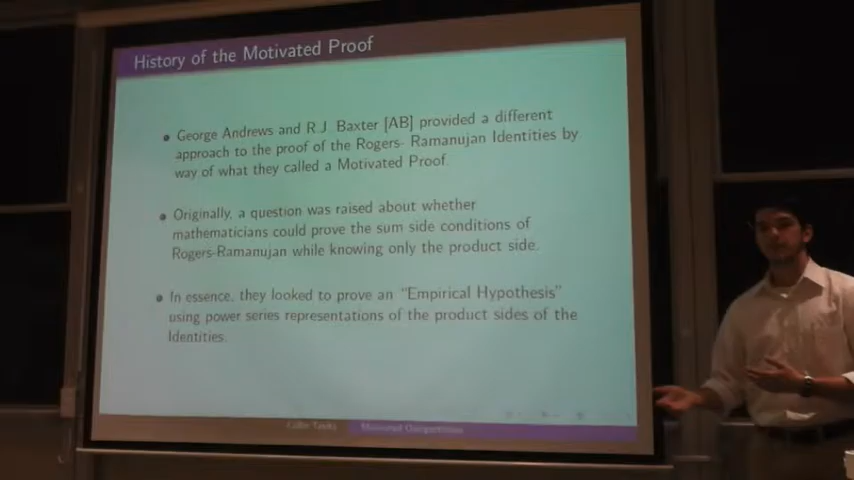 History of the Motivated Proof
George Andrews and R.J. Baxter [AB] provided a different
approach to the proof of the Rogers- Ramanujan Identities by
way of what they called a Motivated Proof.
Originally, a question was raised about whether
mathematicians could prove the sum side conditions of
Rogers-Ramanujan while knowing only the product side.
In essence, they looked to prove an "Empirical Hypothesis"
using power series representations of the product sides of the
Identities.
Motivated